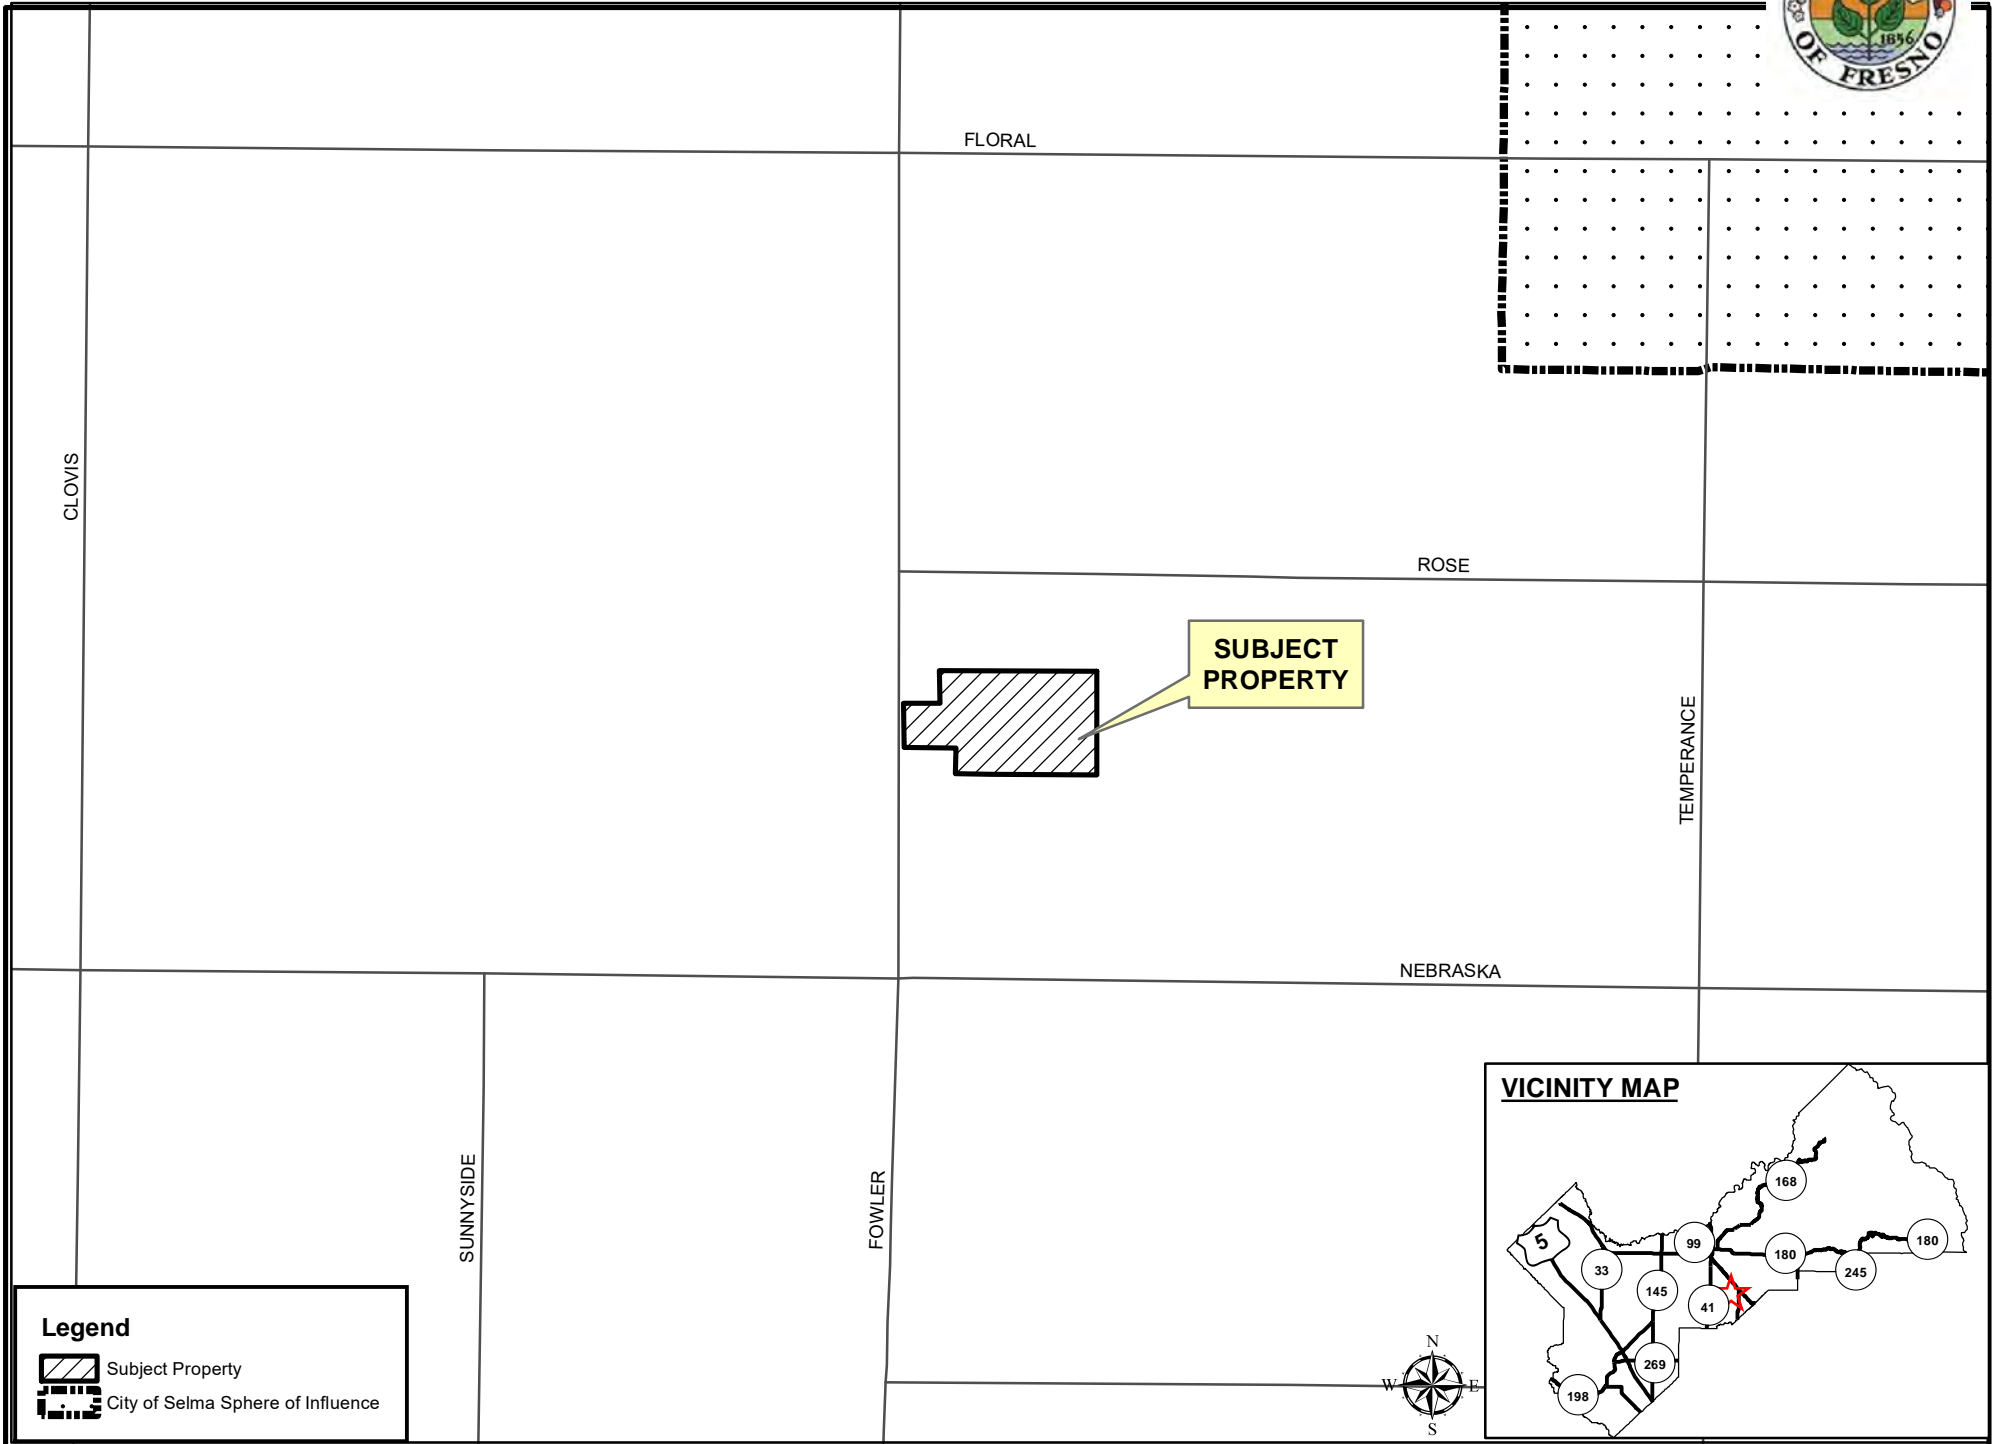 1856
OF FRESNO
FLORAL
CLOVIS
ROSE
SUBJECT
PROPERTY
TEMPERANCE
NEBRASKA
SUNNYSIDE
FOWLER
VICINITY MAP
168
5
99
180
180
33
245
145
41
269
198
N
W
E
S
Legend
Subject Property
City of Selma Sphere of Influence